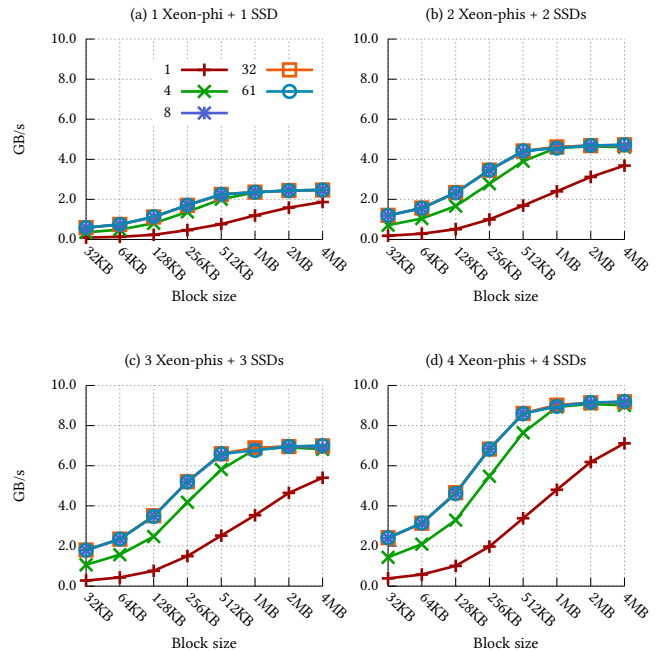 (a) 1 Xeon-phi + 1 SSD
10.0
8.0
6.0
4.0
2.0
0.0
GB/s
1
4
8
32
61
32KB 64KB 128KB 256KB 512KB 1MB 2MB 4MB
Block size
(b) 2 Xeon-phis + 2 SSDs
10.0
8.0
6.0
4.0
2.0
0.0
32KB 64KB 128KB 256KB 512KB 1MB 2MB 4MB
Block size
(c) 3 Xeon-phis + 3 SSDs
10.0
8.0
6.0
4.0
2.0
0.0
GB/s
32KB 64KB 128KB 256KB 512KB 1MB 2MB 4MB
Block size
(d) 4 Xeon-phis + 4 SSDs
10.0
8.0
6.0
4.0
2.0
0.0
32KB 64KB 128KB 256KB 512KB 1MB 2MB 4MB
Block size